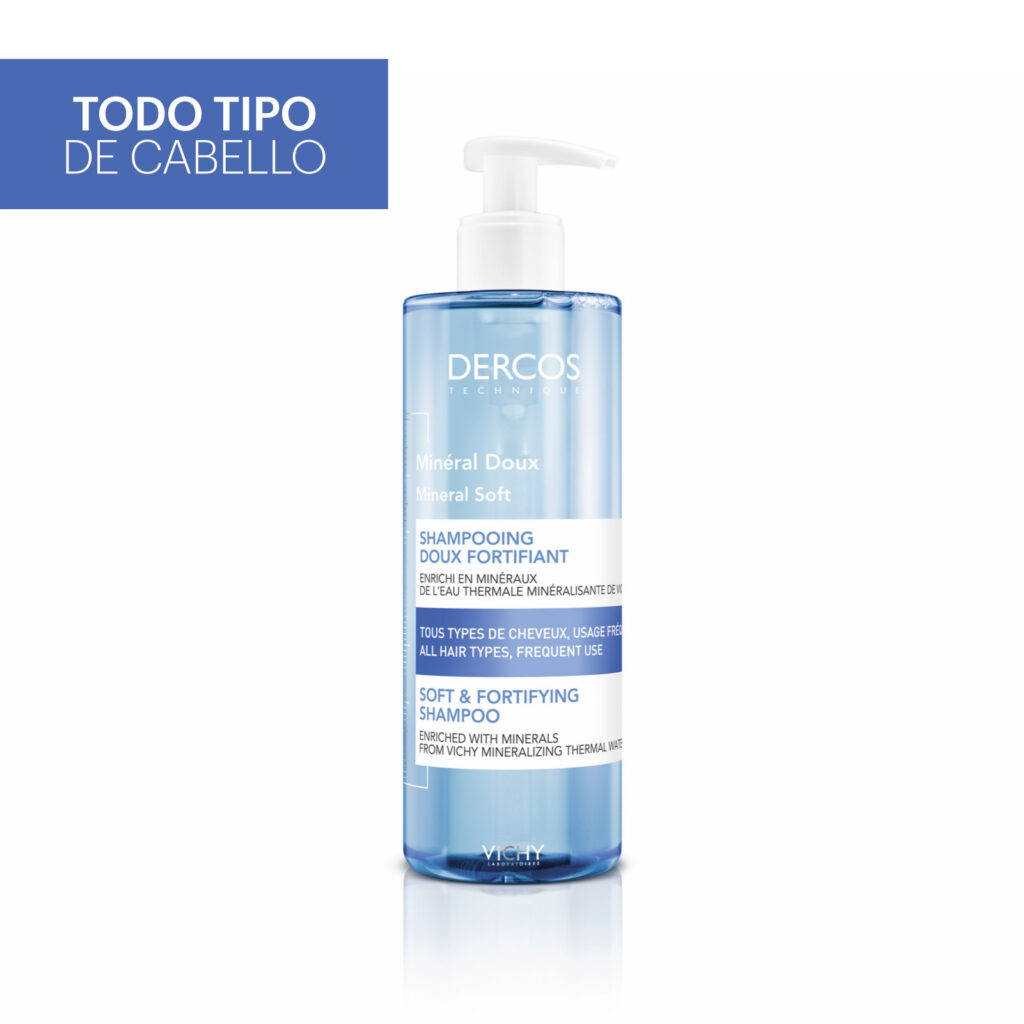 TODO TIPO
DE CABELLO
DERCOS
TECHNIQUE
Minéral Doux
Mineral Soft
SHAMPOOING
DOUX FORTIFIANT
ENRICHI EN MINÉRAUX
DE L'EAU THERMALE MINÉRALISANTE DE
TOUS TYPES DE CHEVEUX, USAGE
ALL HAIR TYPES, FREQUENT USE
SOFT & FORTIFYING
SHAMPOO
ENRICHED WITH MINERALS
FROM VICHY MINERALIZING THERMAL WATER
VICHY
LABORATOIRES